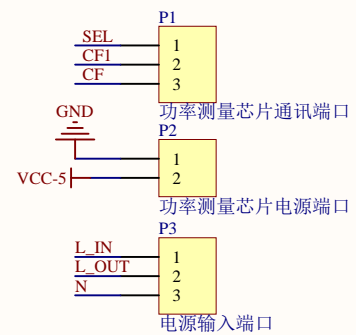 P1
SEL 1
CF1 2
CF 3
功率测量芯片通讯端口
P2
GND
1
VCC-5 2
功率测量芯片电源端口
P3
L_IN 1
L_OUT 2
N 3
电源输入端口